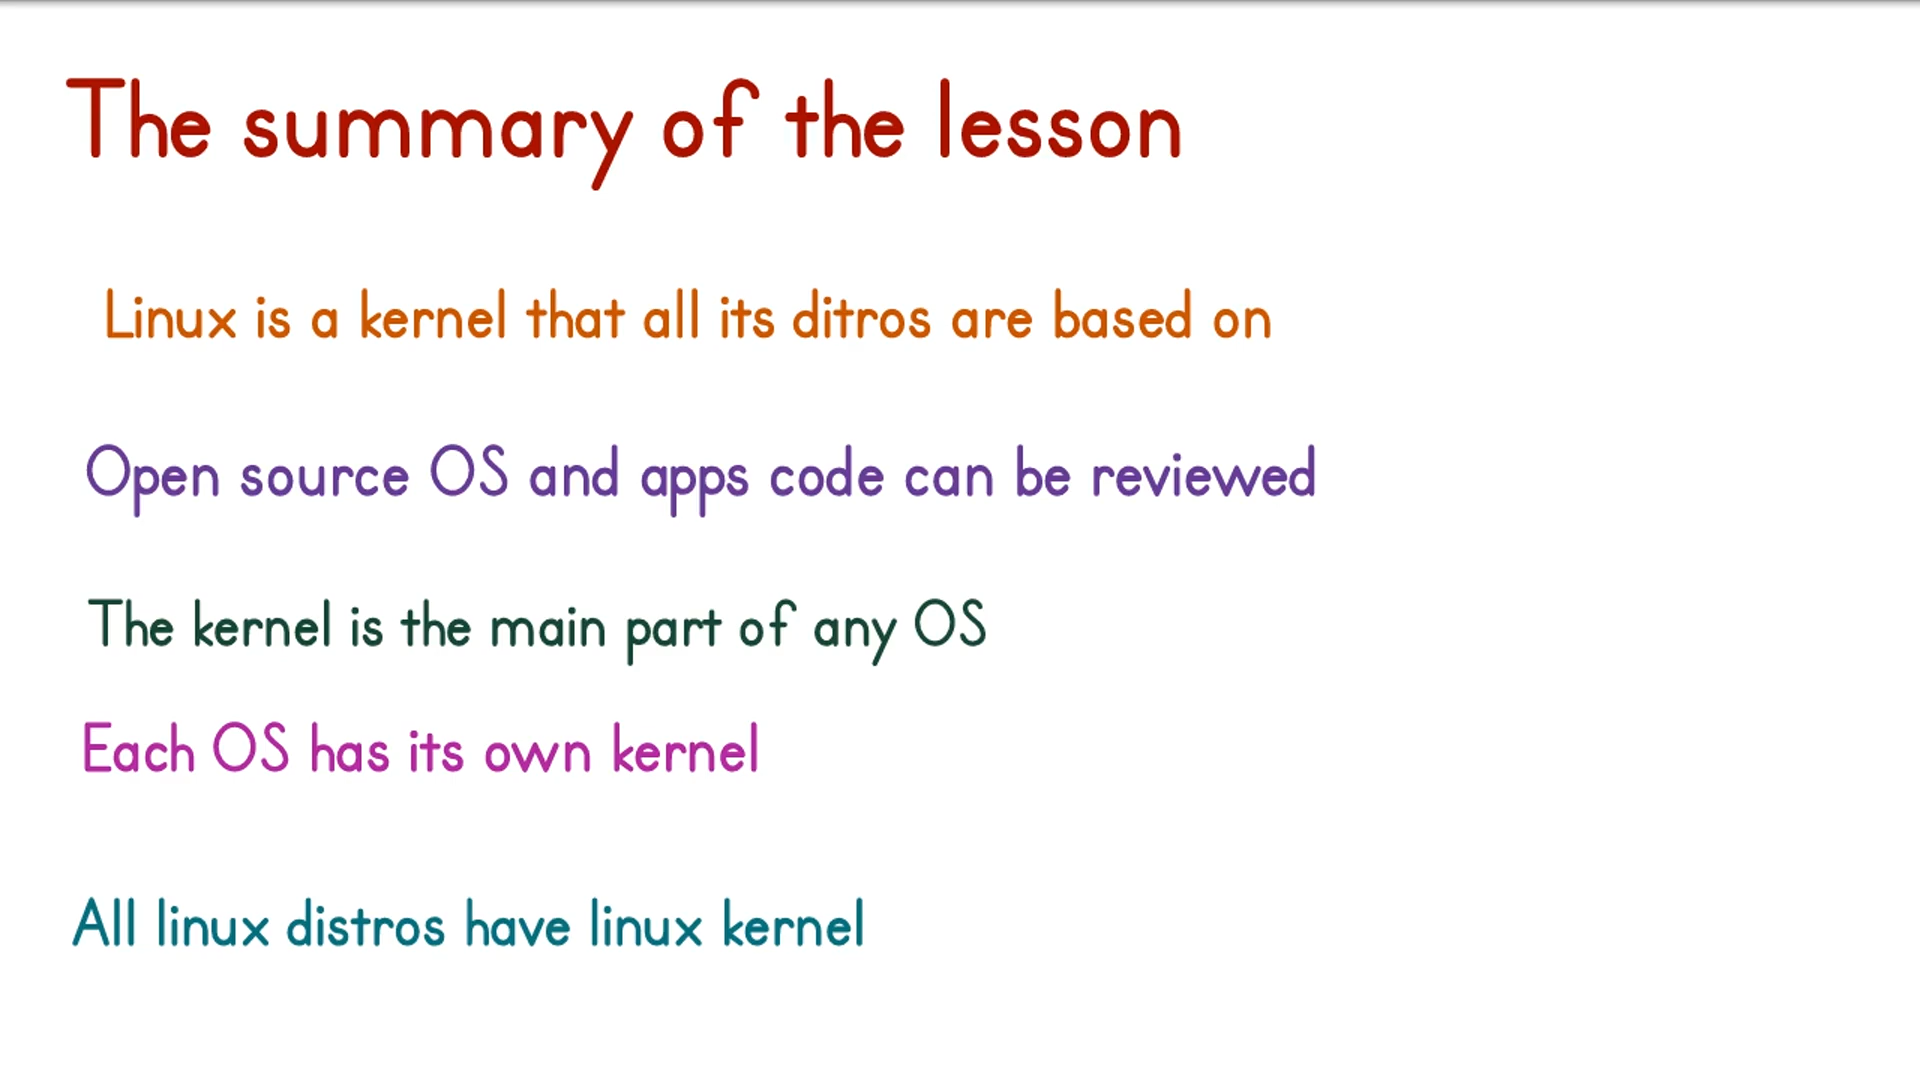 The summary of the lesson
Linux is a kernel that all its ditros are based on
Open source OS and apps code can be reviewed
The kernel is the main part of any OS
Each OS has its own kernel
All linux distros have linux kernel